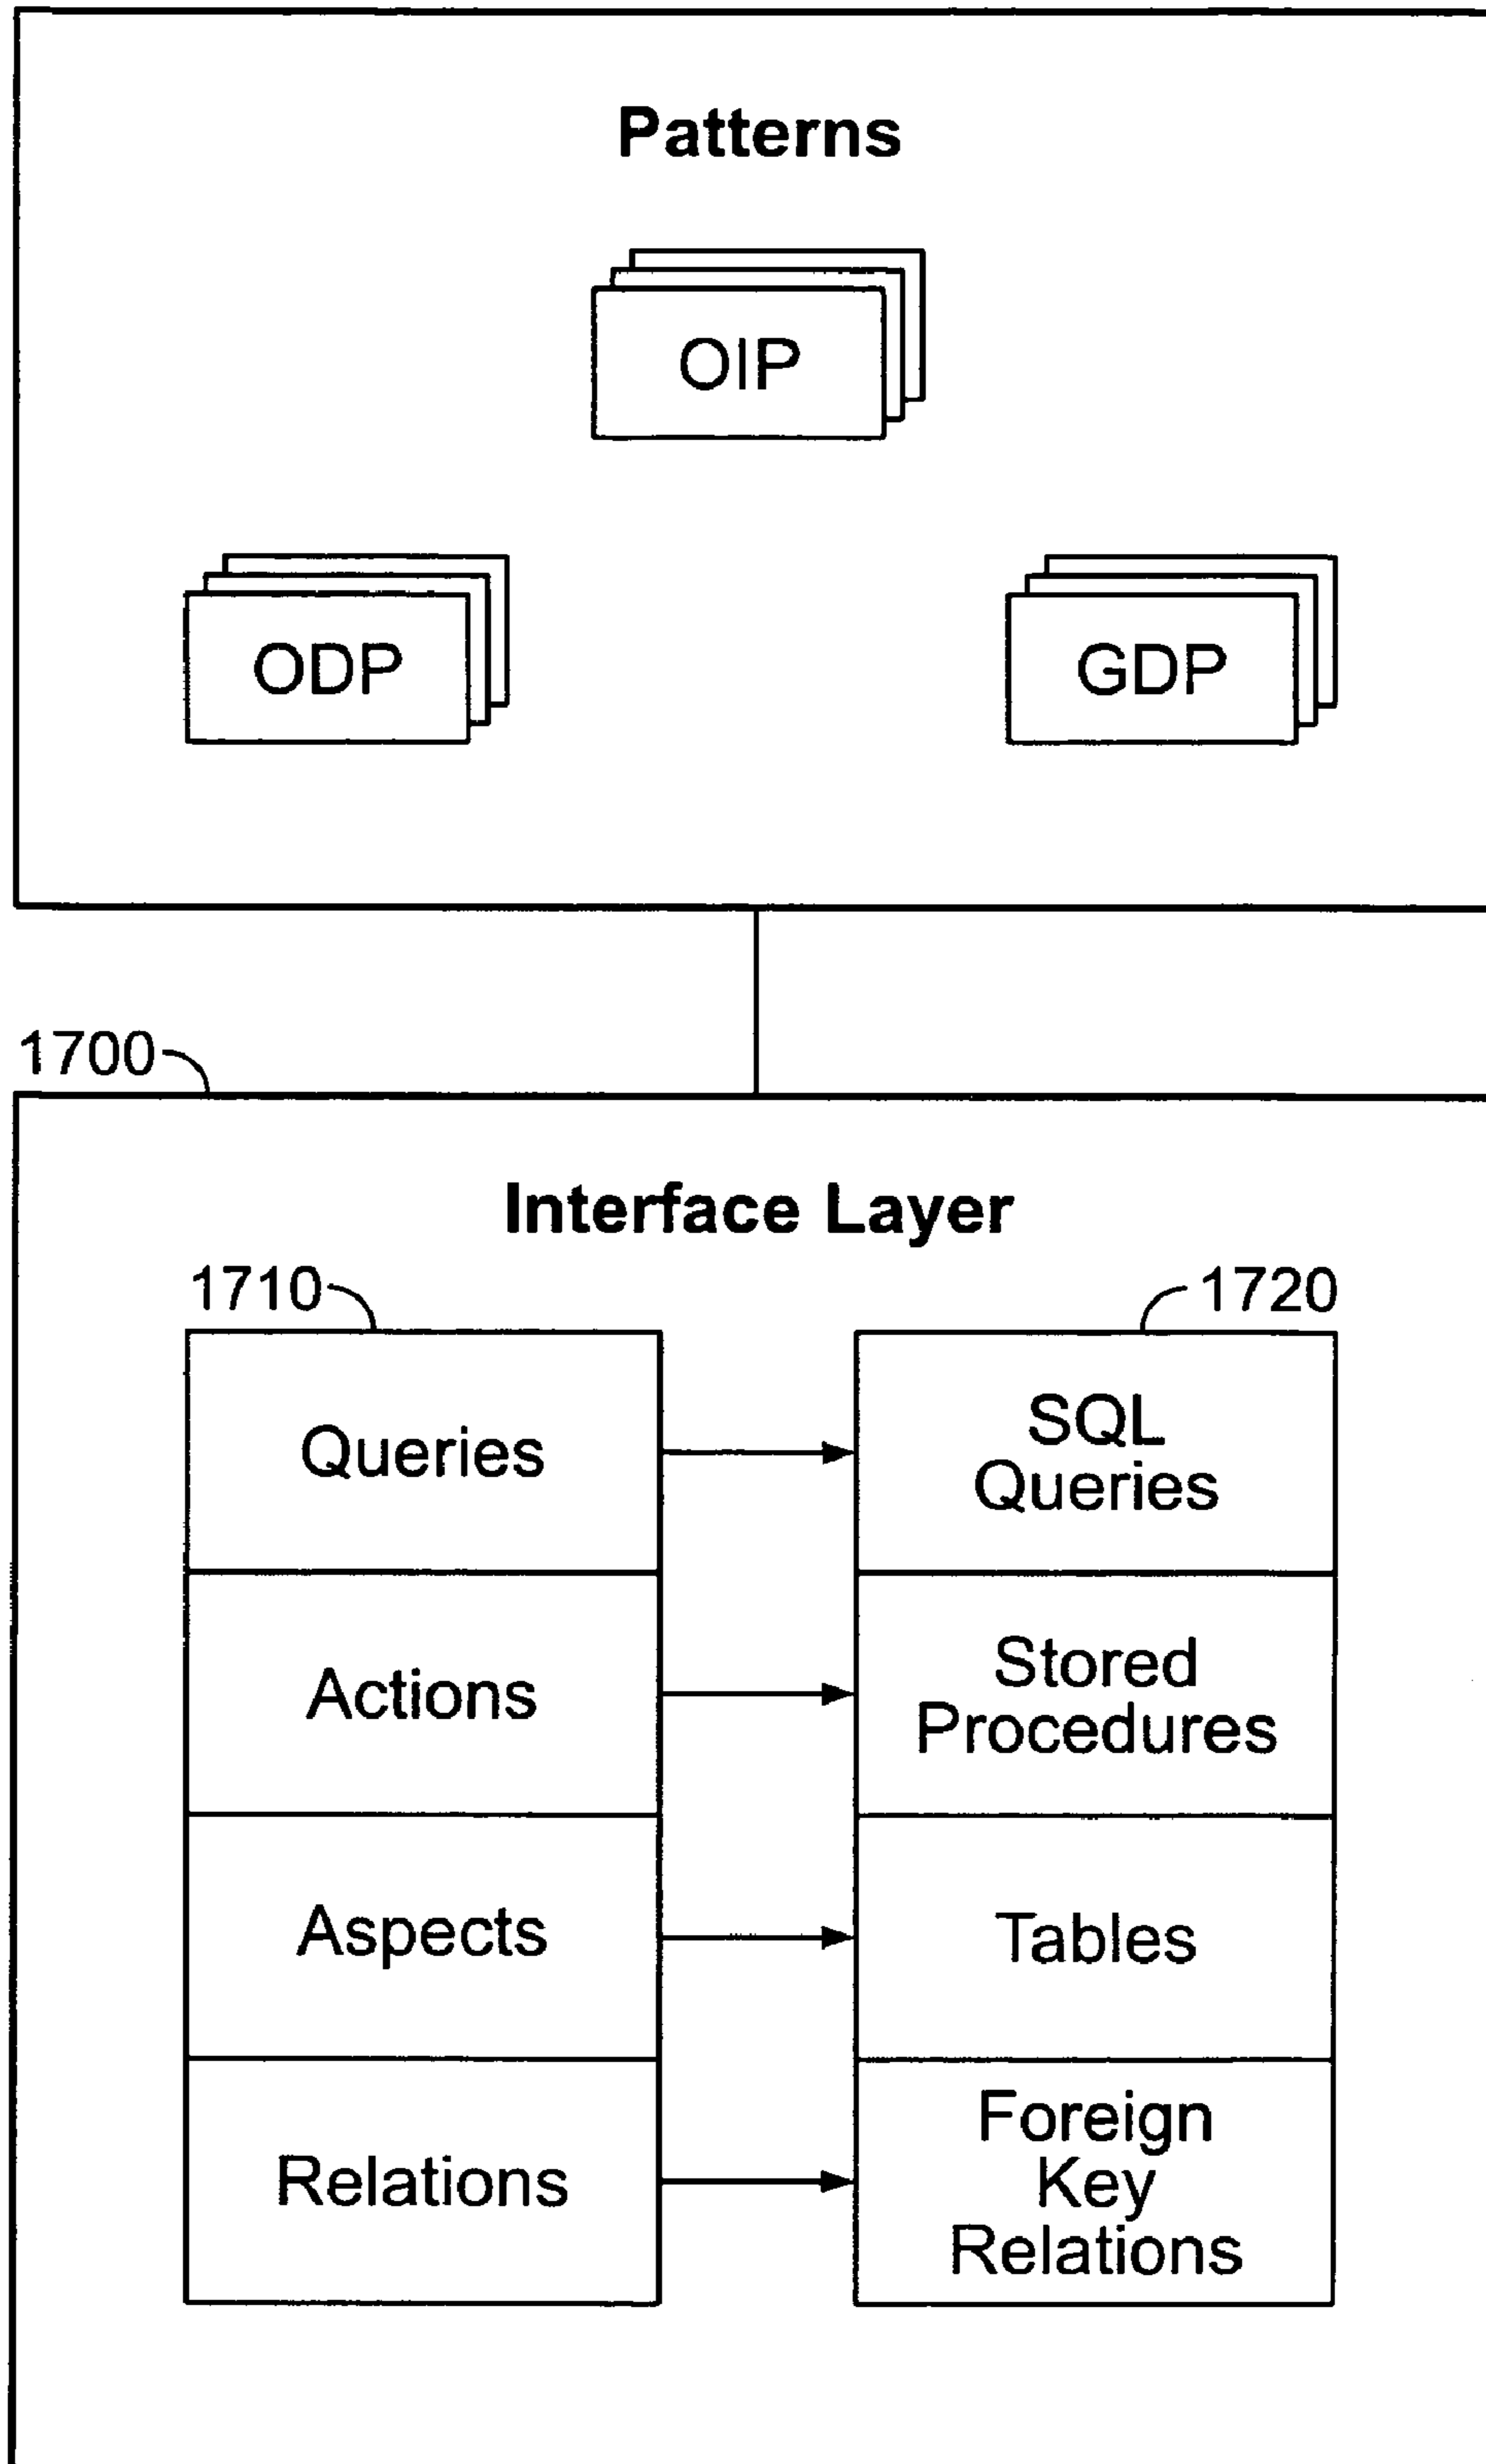 Patterns
OIP
ODP
GDP
1700
Interface Layer
1710
1720
Queries
SQL
Queries
Actions
Stored
Procedures
Aspects
Tables
Relations
Foreign
Key
Relations